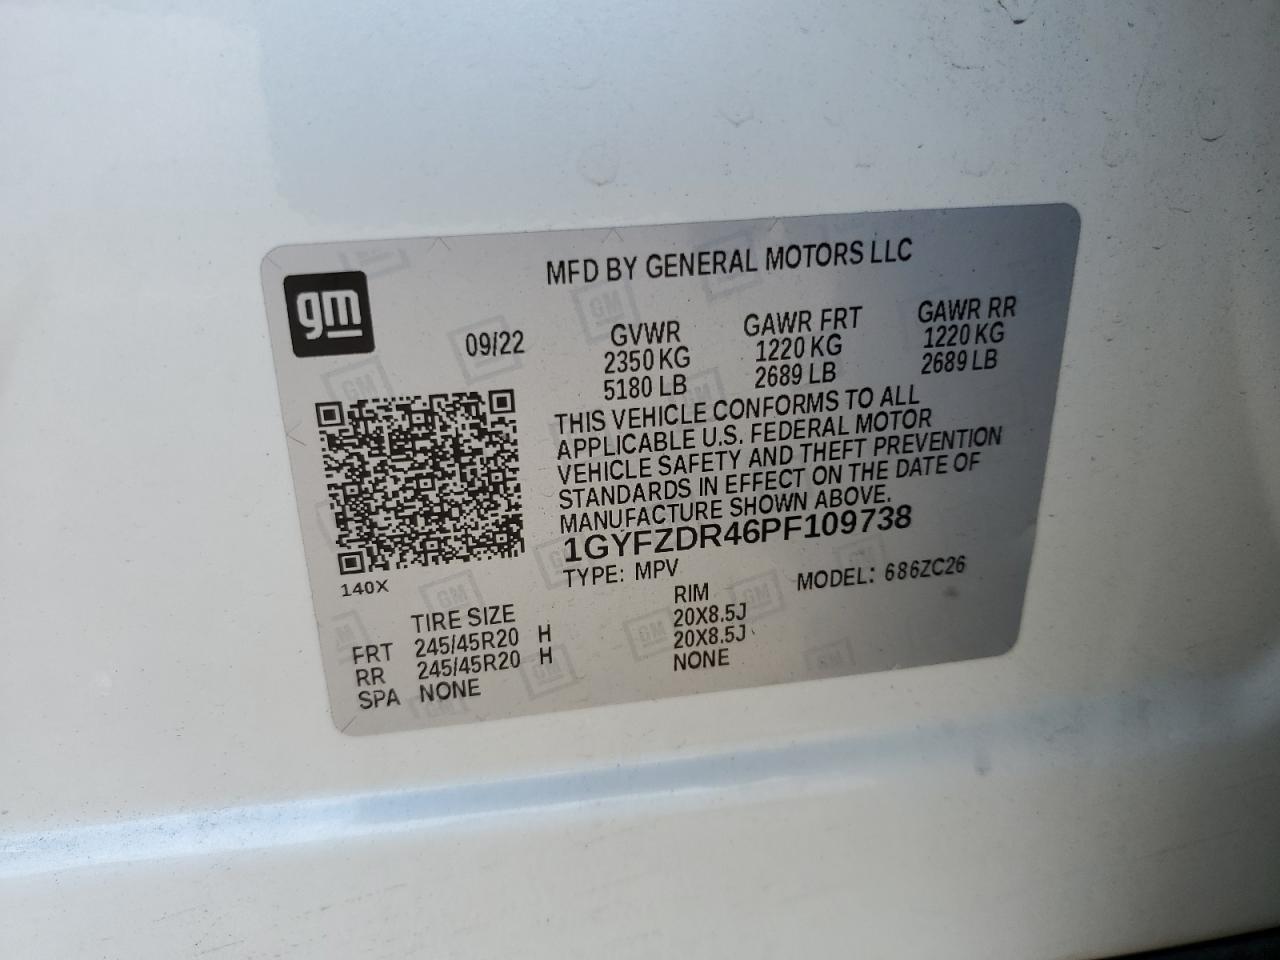 gm
MFD BY GENERAL MOTORS LLC
09/22
GVWR GAWR FRT GAWR RR
2350 KG 1220 KG 1220 KG
5180 LB 2689 LB 2689 LB
THIS VEHICLE CONFORMS TO ALL
APPLICABLE U.S. FEDERAL MOTOR
VEHICLE SAFETY AND THEFT PREVENTION
STANDARDS IN EFFECT ON THE DATE OF
MANUFACTURE SHOWN ABOVE.
1GYFZDR46PF109738
140X
TYPE: MPV MODEL: 686ZC26
TIRE SIZE RIM
FRT 245/45R20 H 20X8.5J
RR 245/45R20 H 20X8.5J
SPA NONE NONE